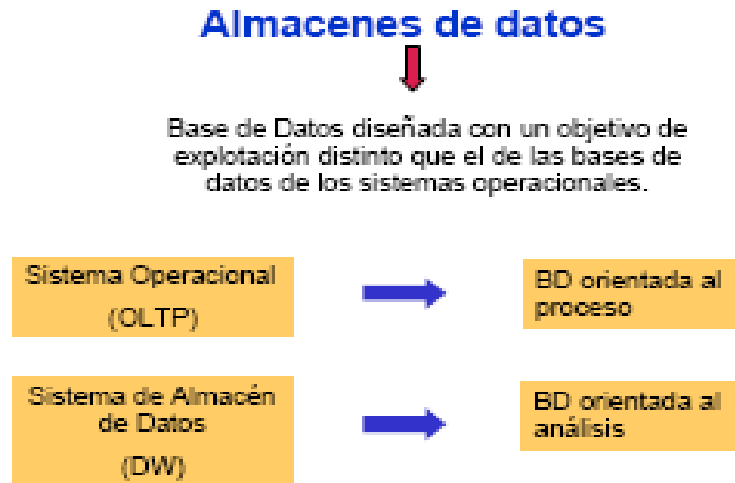 Almacenes de datos
Base de Datos diseñada con un objetivo de
explotación distinto que el de las bases de
datos de los sistemas operacionales.
Sistema Operacional
(OLTP)
BD orientada al
proceso
Sistema de Almacén
de Datos
(DW)
BD orientada al
análisis